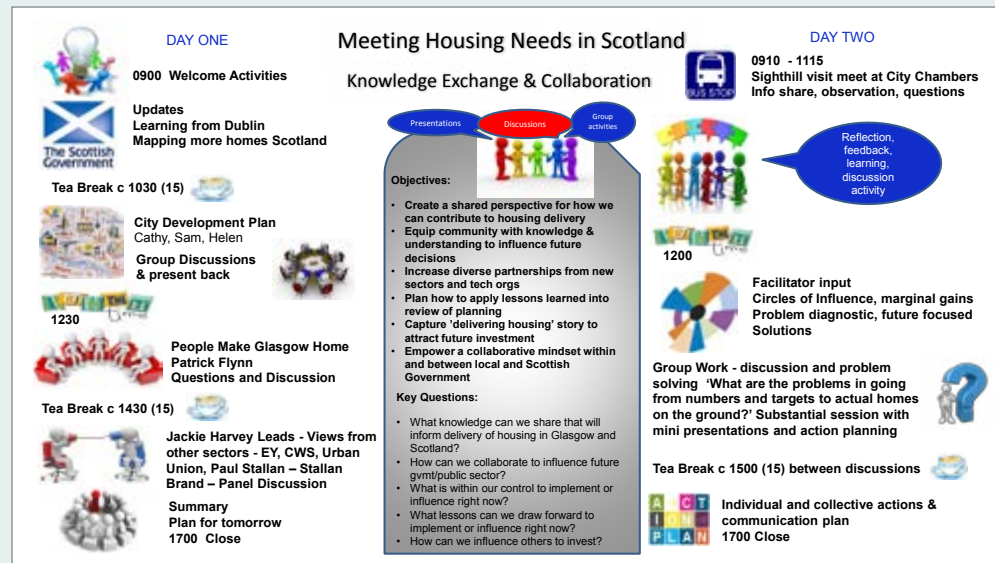 Meeting Housing Needs in Scotland
Knowledge Exchange & Collaboration
DAY ONE
0900 Welcome Activities
The Scottish
Government
Updates
Learning from Dublin
Mapping more homes Scotland
Tea Break c 1030 (15)
City Development Plan
Cathy, Sam, Helen
Group Discussions
& present back
1230
People Make Glasgow Home
Patrick Flynn
Questions and Discussion
Tea Break c 1430 (15)
Jackie Harvey Leads - Views from
other sectors - EY, CWS, Urban
Union, Paul Stallan – Stallan
Brand – Panel Discussion
Summary
Plan for tomorrow
1700 Close
Presentations
Discussions
Group
activities
Objectives:
• Create a shared perspective for how we
can contribute to housing delivery
• Equip community with knowledge &
understanding to influence future
decisions
• Increase diverse partnerships from new
sectors and tech orgs
• Plan how to apply lessons learned into
review of planning
• Capture 'delivering housing' story to
attract future investment
• Empower a collaborative mindset within
and between local and Scottish
Government
Key Questions:
• What knowledge can we share that will
inform delivery of housing in Glasgow and
Scotland?
• How can we collaborate to influence future
gvmt/public sector?
• What is within our control to implement or
influence right now?
• What lessons can we draw forward to
implement or influence right now?
• How can we influence others to invest?
DAY TWO
BUS STOP
0910 - 1115
Sighthill visit meet at City Chambers
Info share, observation, questions
Reflection,
feedback,
learning,
discussion
activity
1200
Facilitator input
Circles of Influence, marginal gains
Problem diagnostic, future focused
Solutions
Group Work - discussion and problem
solving 'What are the problems in going
from numbers and targets to actual homes
on the ground?' Substantial session with
mini presentations and action planning
Tea Break c 1500 (15) between discussions
ACT
ION
PLAN
Individual and collective actions &
communication plan
1700 Close